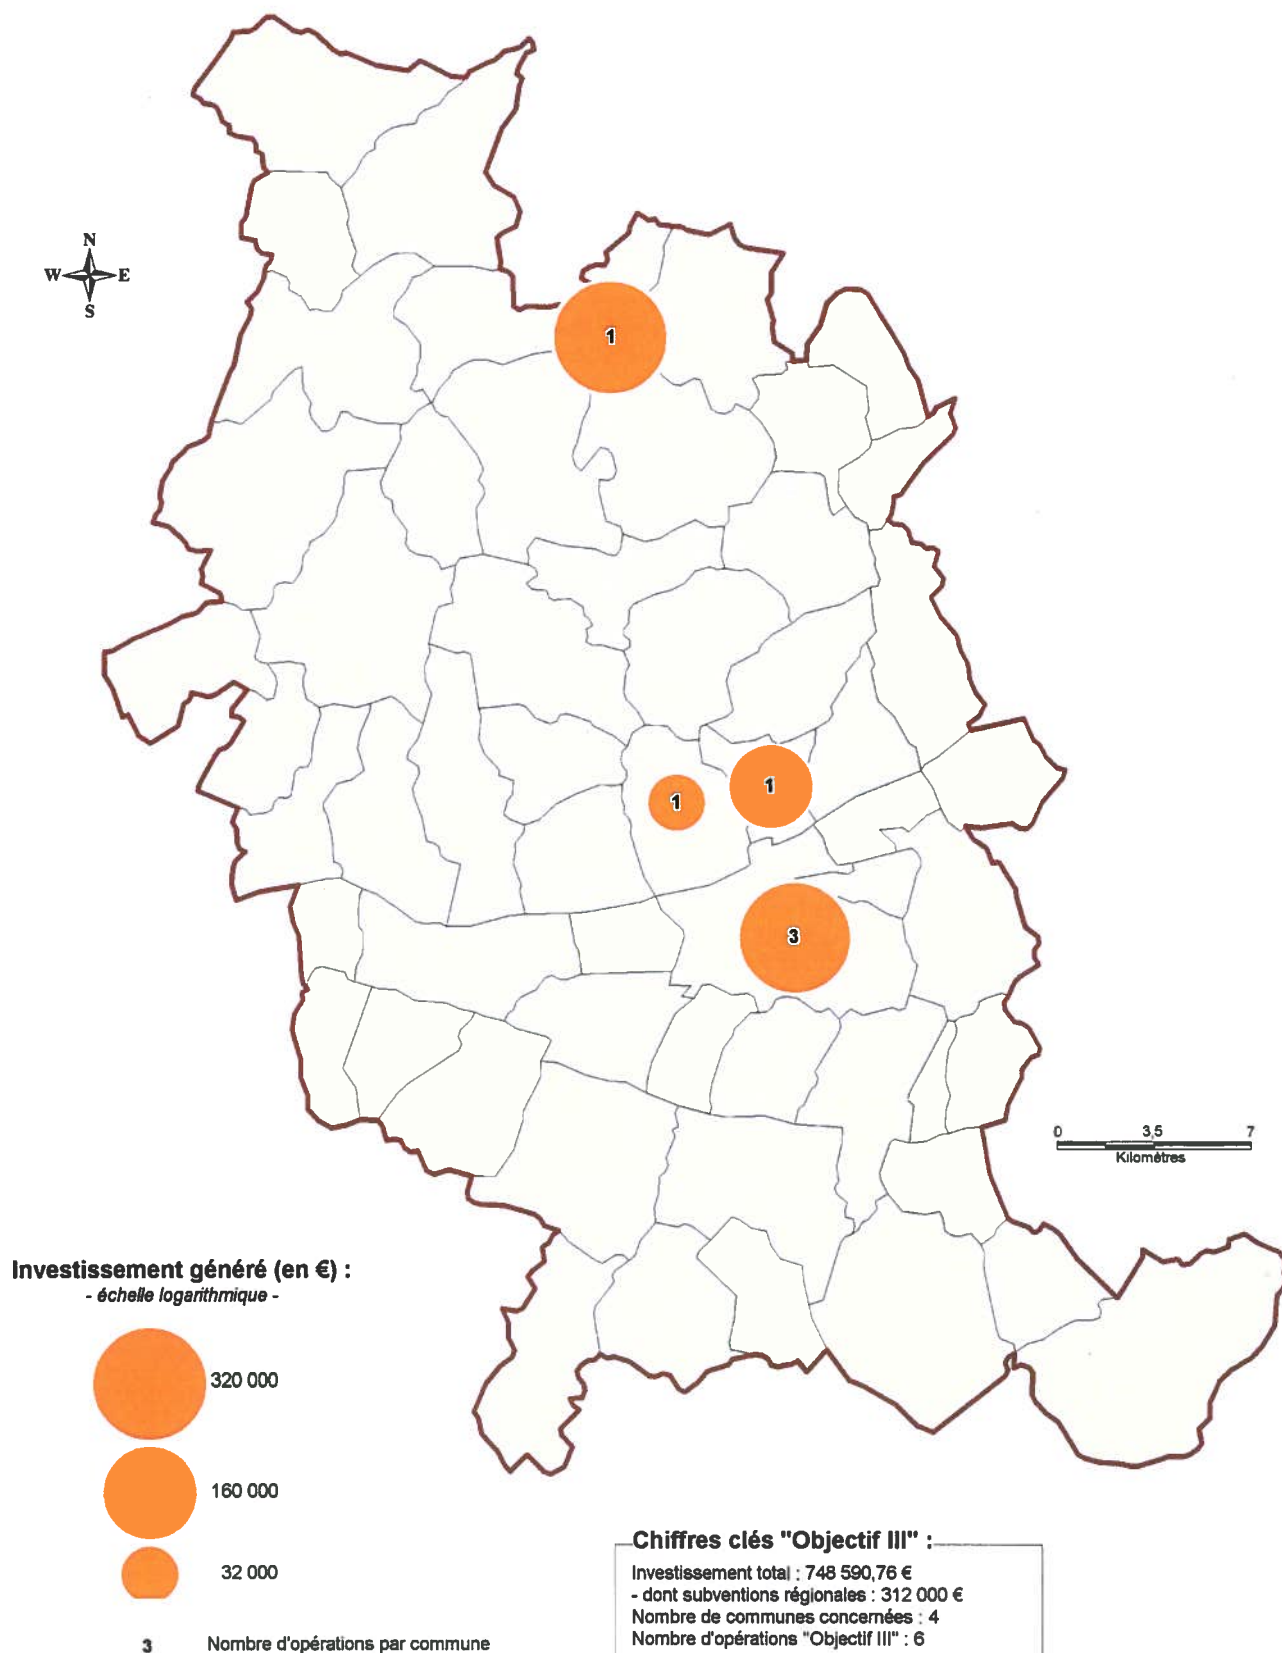 N
W E
S
1
1
1
3
0 3,5 7
Kilomètres
Investissement généré (en €) :
- échelle logarithmique -
320 000
160 000
32 000
3 Nombre d'opérations par commune
Chiffres clés "Objectif III" :
Investissement total : 748 590,76 €
- dont subventions régionales : 312 000 €
Nombre de communes concernées : 4
Nombre d'opérations "Objectif III" : 6